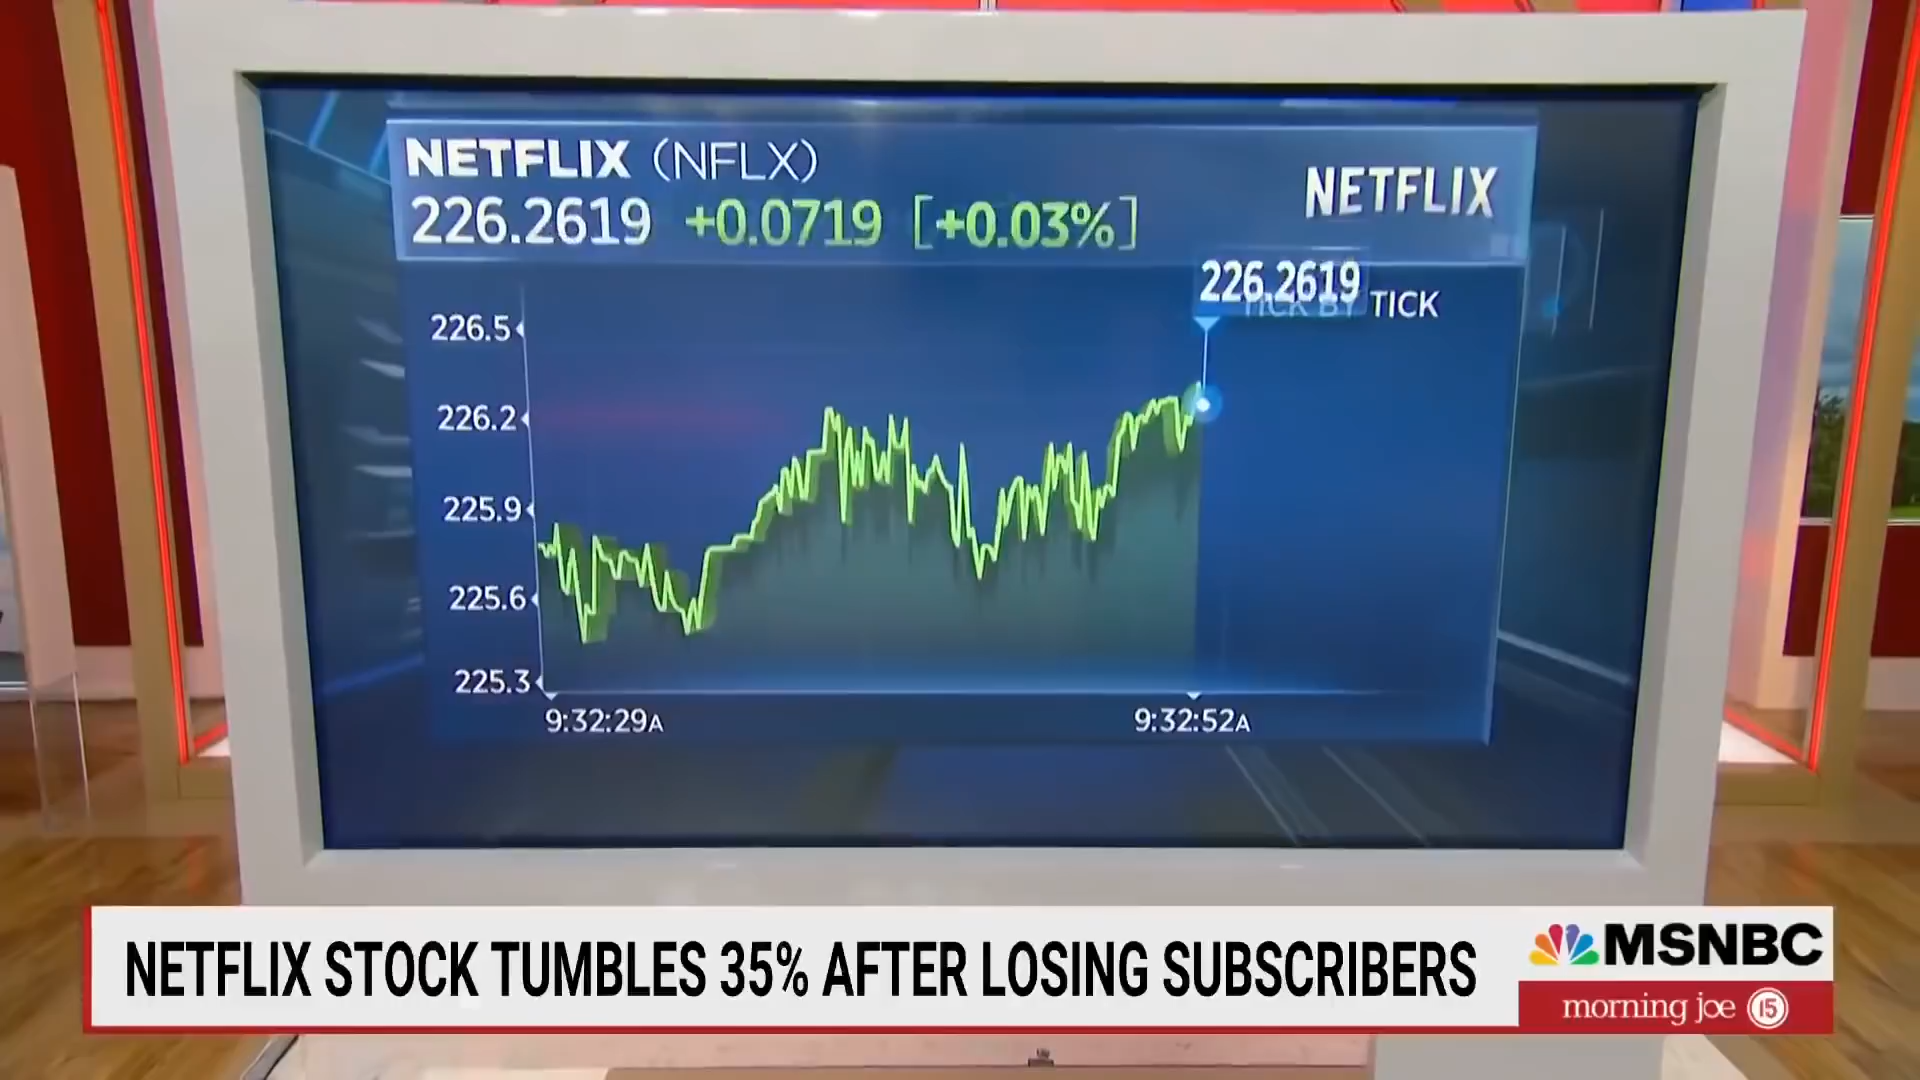 NETFLIX (NFLX)
226.2619 +0.0719 [+0.03%]
NETFLIX
226.2619
TICK BY TICK
226.5
226.2
225.9
225.6
225.3
9:32:29A
9:32:52A
NETFLIX STOCK TUMBLES 35% AFTER LOSING SUBSCRIBERS
MSNBC
morning joe 15